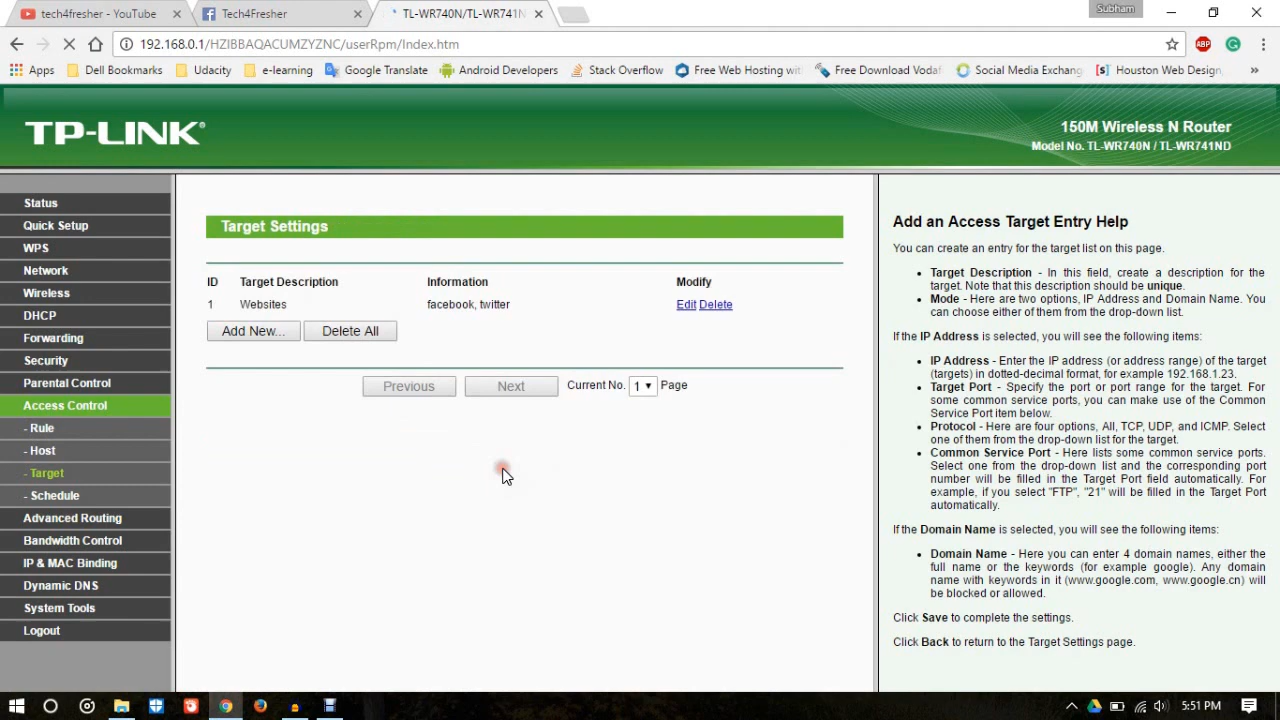 tech4fresher - YouTube
Tech4Fresher
TL-WR740N/TL-WR741N
Subham
192.168.0.1/HZIBBAQACUMZYZNC/userRpm/Index.htm
ABP
Apps
Dell Bookmarks
Udacity
e-learning
Google Translate
Android Developers
Stack Overflow
Free Web Hosting wit
Free Download Vodaf
Social Media Exchang
[s] Houston Web Design,
TP-LINK®
150M Wireless N Router
Model No. TL-WR740N / TL-WR741ND
Status
Quick Setup
WPS
Network
Wireless
DHCP
Forwarding
Security
Parental Control
Access Control
- Rule
- Host
- Target
- Schedule
Advanced Routing
Bandwidth Control
IP & MAC Binding
Dynamic DNS
System Tools
Logout
Target Settings
ID Target Description Information Modify
1 Websites facebook, twitter Edit Delete
Add New... Delete All
Previous Next Current No. 1 Page
Add an Access Target Entry Help
You can create an entry for the target list on this page.
• Target Description - In this field, create a description for the
target. Note that this description should be unique.
• Mode - Here are two options, IP Address and Domain Name. You
can choose either of them from the drop-down list.
If the IP Address is selected, you will see the following items:
• IP Address - Enter the IP address (or address range) of the target
(targets) in dotted-decimal format, for example 192.168.1.23.
• Target Port - Specify the port or port range for the target. For
some common service ports, you can make use of the Common
Service Port item below.
• Protocol - Here are four options, All, TCP, UDP, and ICMP. Select
one of them from the drop-down list for the target.
• Common Service Port - Here lists some common service ports.
Select one from the drop-down list and the corresponding port
number will be filled in the Target Port field automatically. For
example, if you select "FTP", "21" will be filled in the Target Port
automatically.
If the Domain Name is selected, you will see the following items:
• Domain Name - Here you can enter 4 domain names, either the
full name or the keywords (for example google). Any domain
name with keywords in it (www.google.com, www.google.cn) will
be blocked or allowed.
Click Save to complete the settings.
Click Back to return to the Target Settings page.
5:51 PM